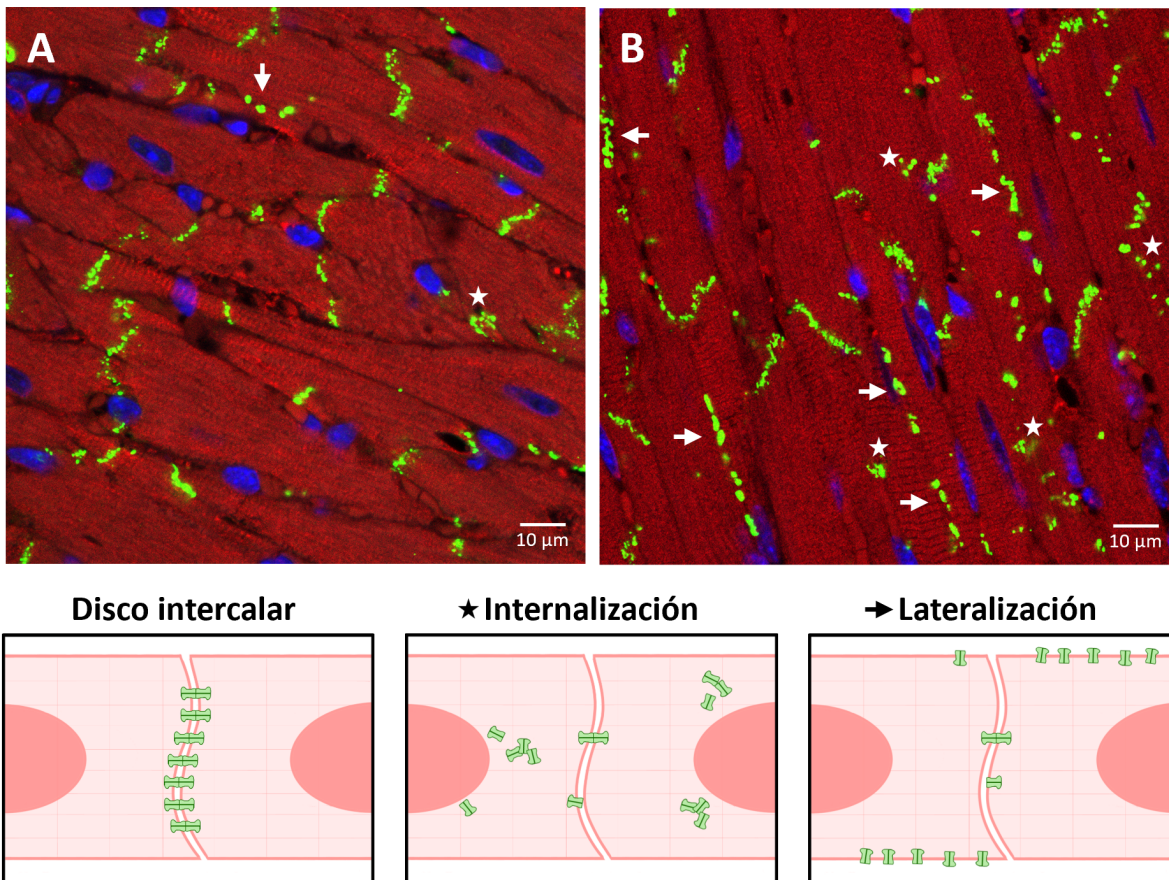 A
B
10 µm
10 µm
Disco intercalar
★ Internalización
→ Lateralización